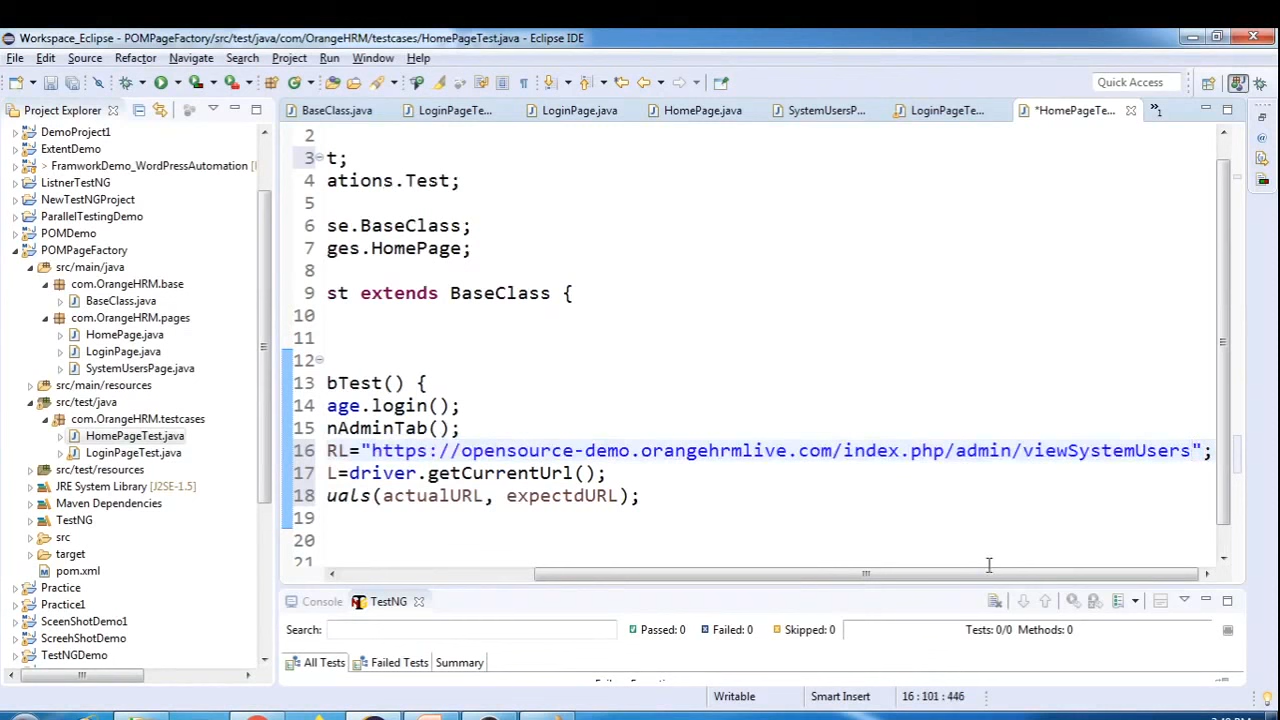 Workspace_Eclipse - POMPageFactory/src/test/java/com/OrangeHRM/testcases/HomePageTest.java - Eclipse IDE
File Edit Source Refactor Navigate Search Project Run Window Help
Quick Access
Project Explorer
BaseClass.java LoginPageTe... LoginPage.java HomePage.java SystemUsersP... LoginPageTe... *HomePageTe... »1
DemoProject1
ExtentDemo
> FramworkDemo_WordPressAutomation [
ListnerTestNG
NewTestNGProject
ParallelTestingDemo
POMDemo
POMPageFactory
src/main/java
com.OrangeHRM.base
BaseClass.java
com.OrangeHRM.pages
HomePage.java
LoginPage.java
SystemUsersPage.java
src/main/resources
src/test/java
com.OrangeHRM.testcases
HomePageTest.java
LoginPageTest.java
src/test/resources
JRE System Library [J2SE-1.5]
Maven Dependencies
TestNG
src
target
pom.xml
Practice
Practice1
SceenShotDemo1
ScreehShotDemo
TestNGDemo
2
3 t;
4 ations.Test;
5
6 se.BaseClass;
7 ges.HomePage;
8
9 st extends BaseClass {
10
11
12
13 bTest() {
14 age.login();
15 nAdminTab();
16 RL="https://opensource-demo.orangehrmlive.com/index.php/admin/viewSystemUsers";
17 L=driver.getCurrentUrl();
18 uals(actualURL, expectdURL);
19
20
21
Console TestNG
Search: Passed: 0 Failed: 0 Skipped: 0 Tests: 0/0 Methods: 0
All Tests Failed Tests Summary
Writable Smart Insert 16 : 101 : 446